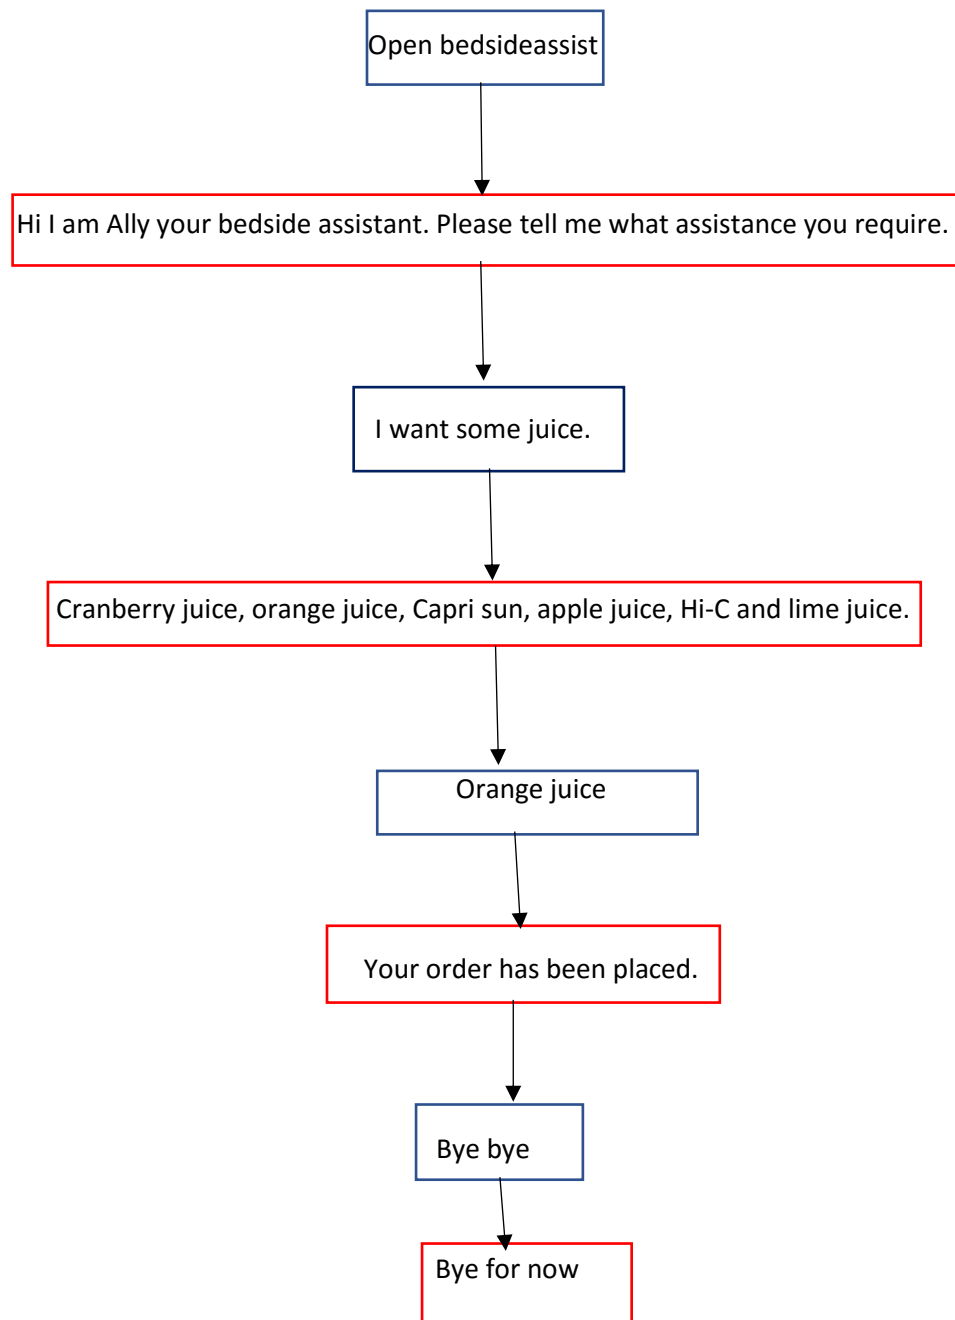 Open bedsideassist
Hi I am Ally your bedside assistant. Please tell me what assistance you require.
I want some juice.
Cranberry juice, orange juice, Capri sun, apple juice, Hi-C and lime juice.
Orange juice
Your order has been placed.
Bye bye
Bye for now